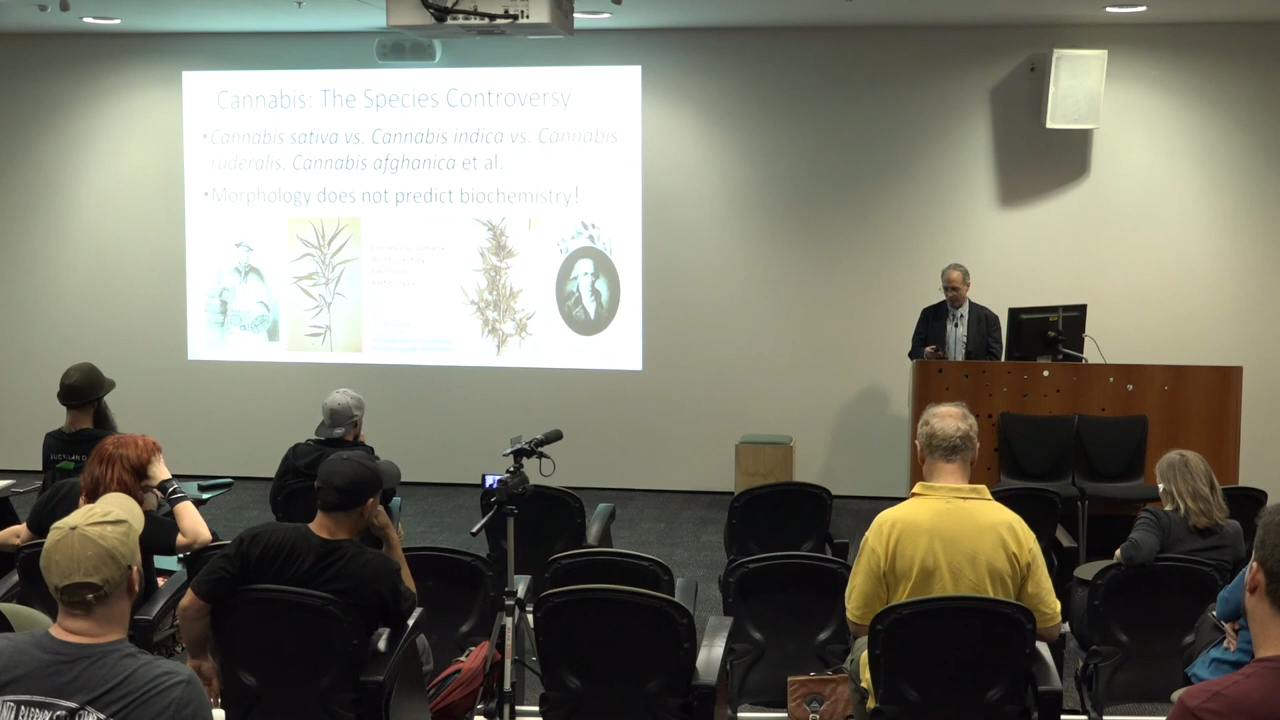 Cannabis: The Species Controversy
•Cannabis sativa vs. Cannabis indica vs. Cannabis
ruderalis, Cannabis afghanica et al.
•Morphology does not predict biochemistry!